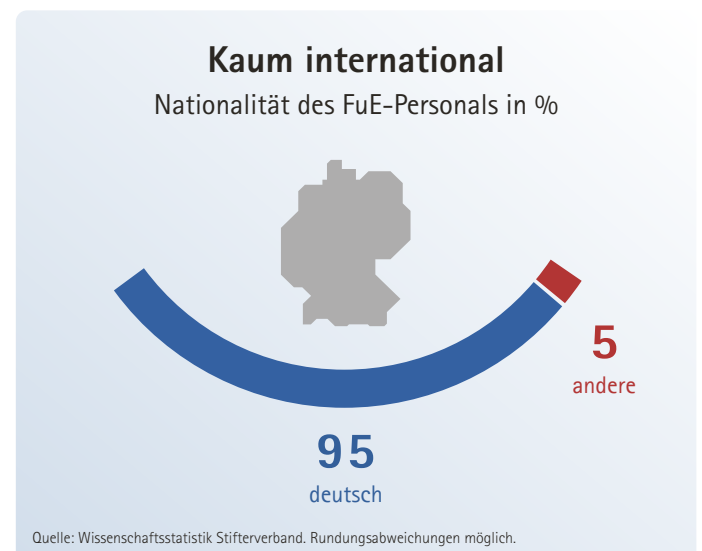 Kaum international
Nationalität des FuE-Personals in %
5
andere
95
deutsch
Quelle: Wissenschaftsstatistik Stifterverband. Rundungsabweichungen möglich.